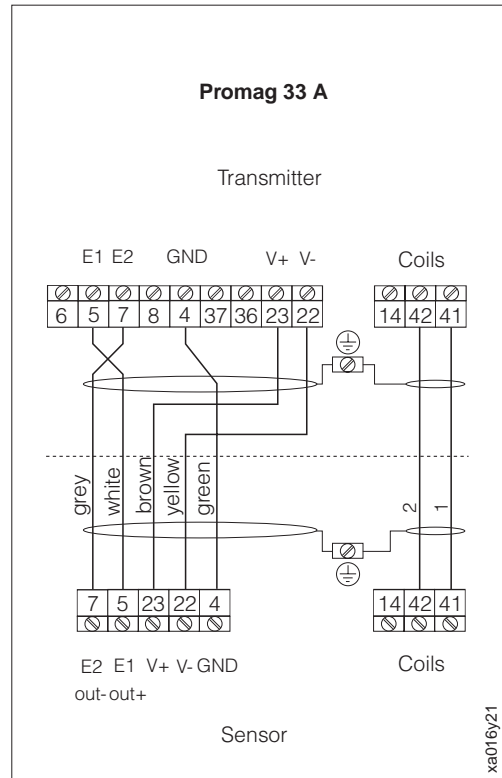 Promag 33 A
Transmitter
E1 E2 GND V+ V- Coils
6 5 7 8 4 37 36 23 22 14 42 41
grey
white
brown
yellow
green
2
1
7 5 23 22 4 14 42 41
E2 E1 V+ V- GND Coils
out- out+
Sensor
xa016y21